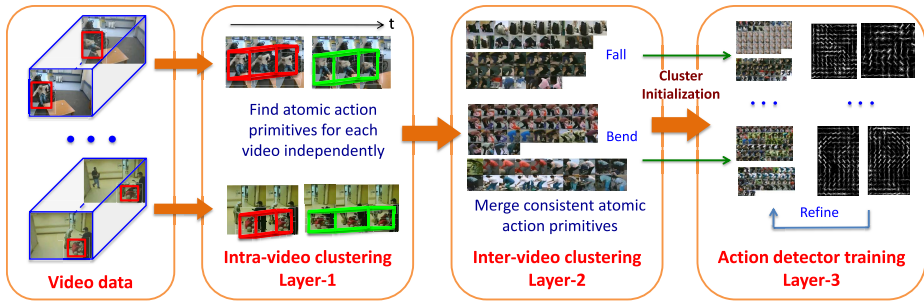 t
Find atomic action
primitives for each
video independently
Fall
Bend
Merge consistent atomic
action primitives
Cluster
Initialization
Refine
Video data
Intra-video clustering
Layer-1
Inter-video clustering
Layer-2
Action detector training
Layer-3